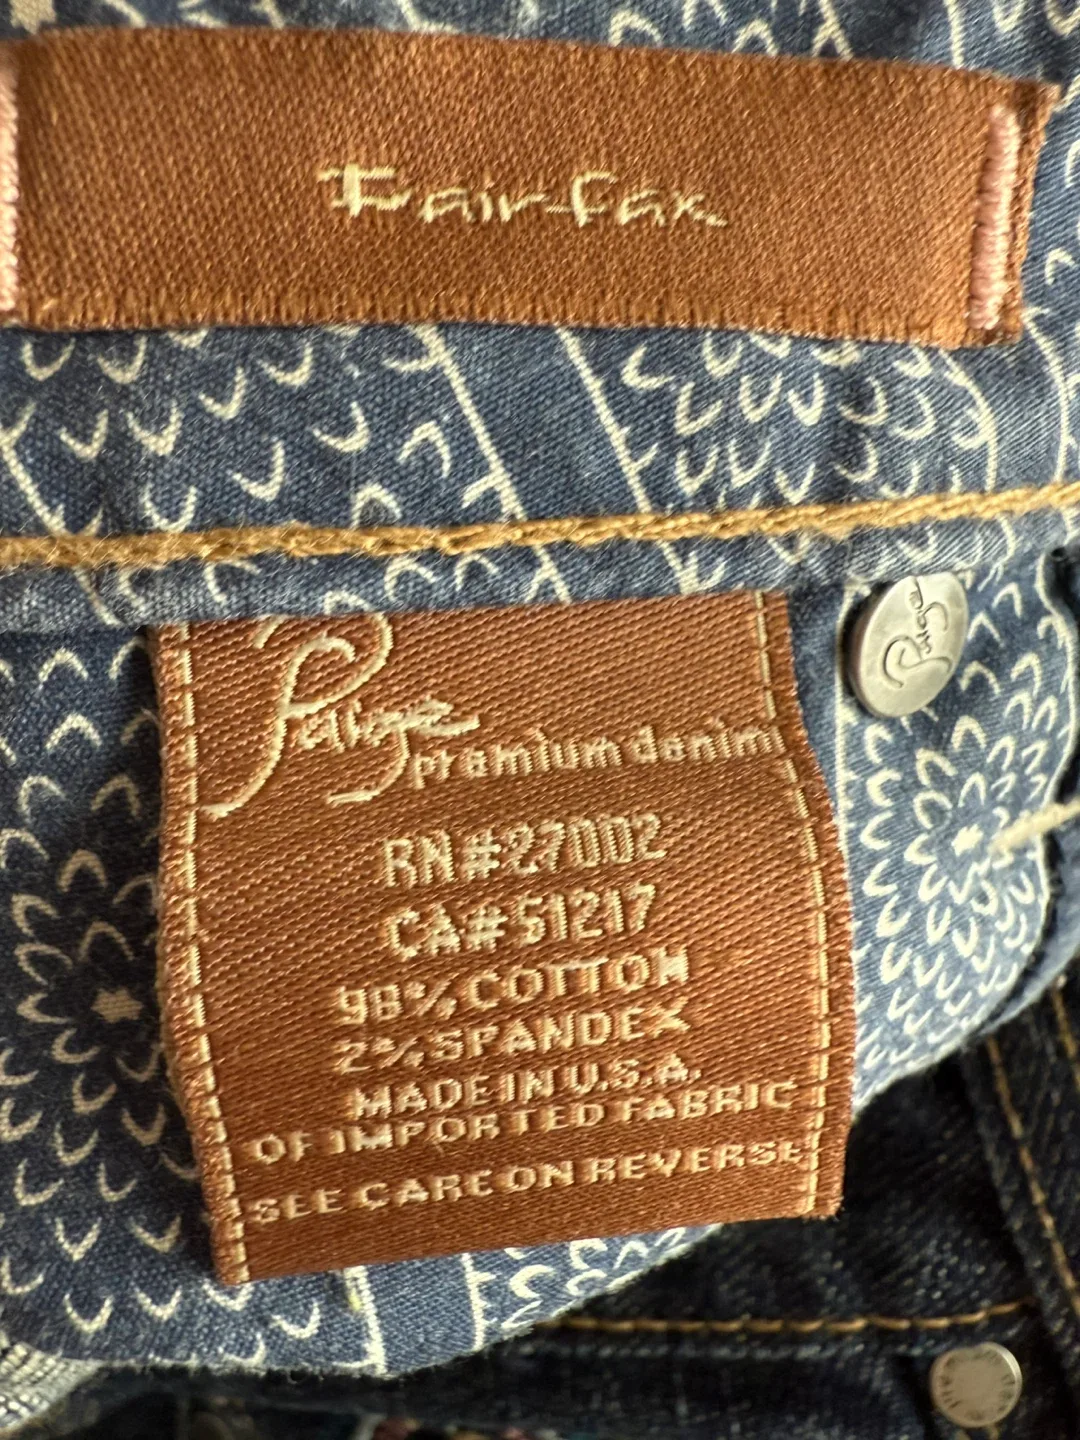 Fairfax
Paige
premium denim
RN#27002
CA#51217
98% COTTON
2% SPANDEX
MADE IN U.S.A.
OF IMPORTED FABRIC
SEE CARE ON REVERSE
Paige